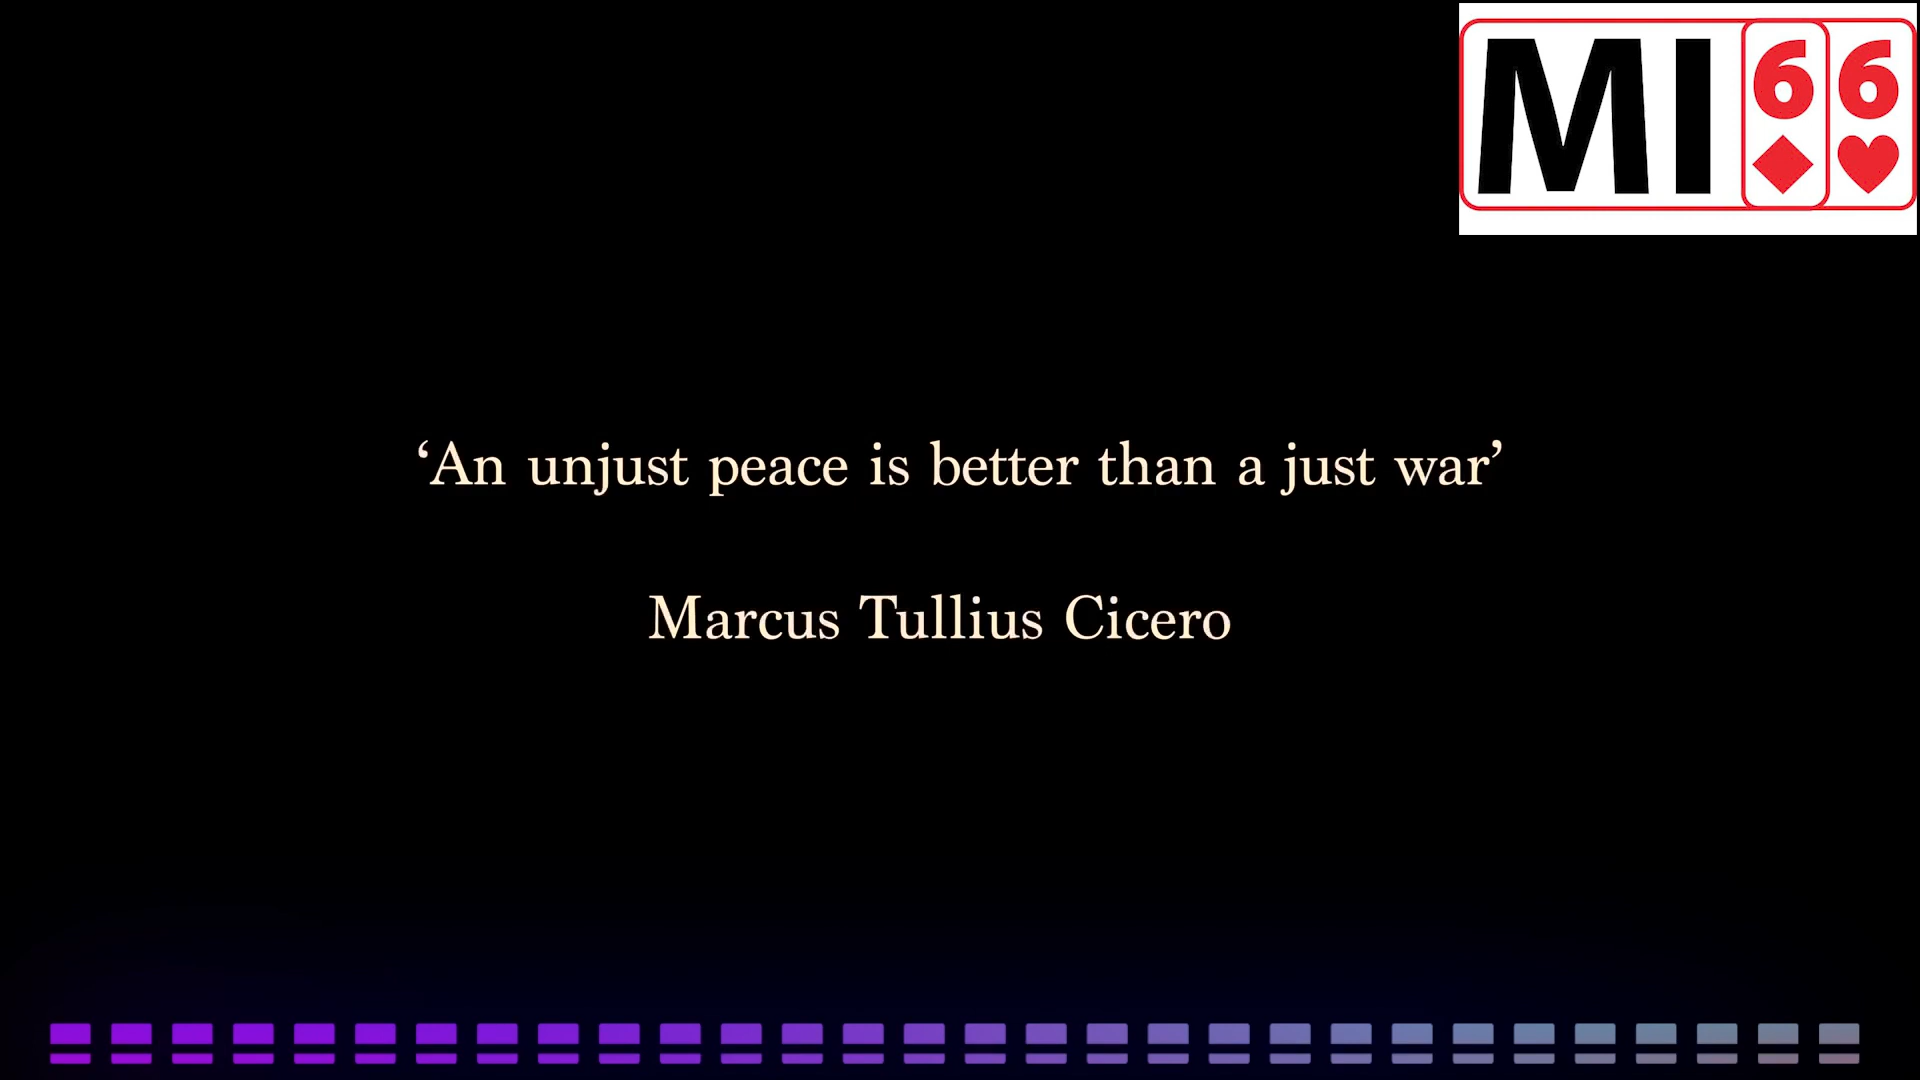 MI66
‘An unjust peace is better than a just war’
Marcus Tullius Cicero